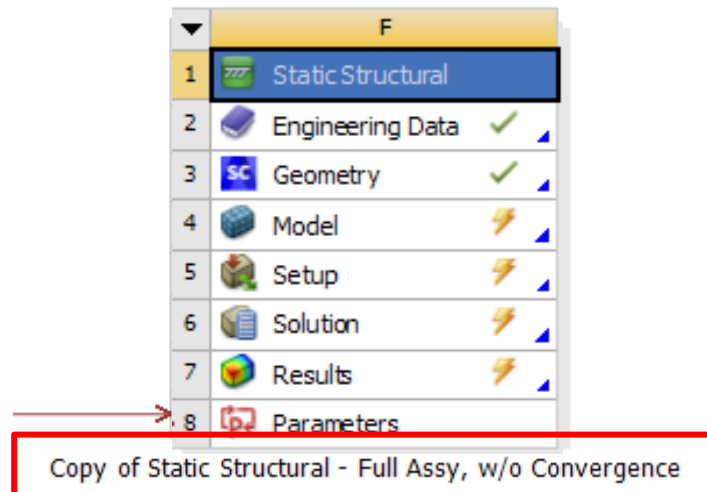 F
1 Static Structural
2 Engineering Data
3 SC Geometry
4 Model
5 Setup
6 Solution
7 Results
8 Parameters
Copy of Static Structural - Full Assy, w/o Convergence